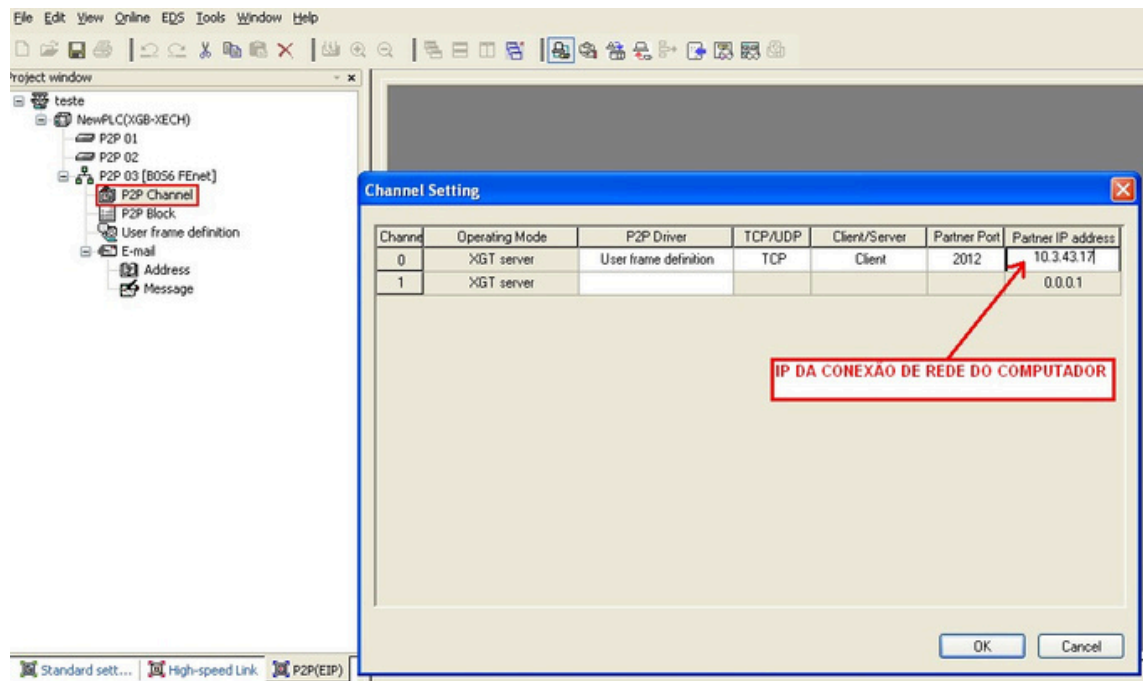 File Edit View Online EDS Tools Window Help
Project window
teste
NewPLC(XGB-XECH)
P2P 01
P2P 02
P2P 03 [B0S6 FEnet]
P2P Channel
P2P Block
User frame definition
E-mail
Address
Message
Channel Setting
Channe Operating Mode P2P Driver TCP/UDP Client/Server Partner Port Partner IP address
0 XGT server User frame definition TCP Client 2012 10.3.43.17
1 XGT server 0.0.0.1
IP DA CONEXÃO DE REDE DO COMPUTADOR
OK Cancel
Standard sett... High-speed Link P2P(EIP)